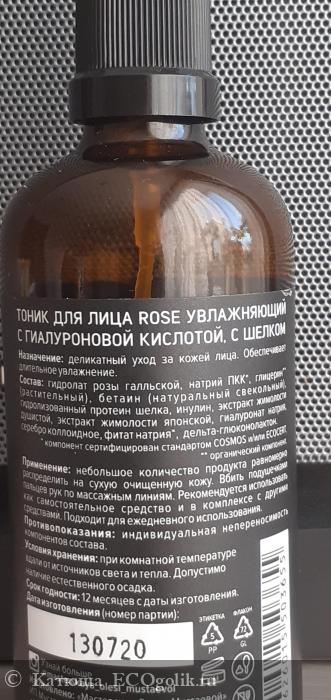 ТОНИК ДЛЯ ЛИЦА ROSE УВЛАЖНЯЮЩИЙ
С ГИАЛУРОНОВОЙ КИСЛОТОЙ, С ШЕЛКОМ
Назначение: деликатный уход за кожей лица. Обеспечивает
длительное увлажнение.
Состав: гидролат розы галльской, натрий ПКК*, глицерин*
(растительный), бетаин (натуральный свекольный),
гидролизованный протеин шелка, инулин, экстракт жимолости
душистой, экстракт жимолости японской, гиалуронат натрия,
серебро коллоидное, фитат натрия*, дельта-глюконолактон.
*компонент сертифицирован стандартом COSMOS и/или ECOCERT
** органический компонент.
Применение: небольшое количество продукта равномерно
распределить на сухую очищенную кожу. Вбить подушечками
пальцев рук по массажным линиям. Рекомендуется использовать
как самостоятельное средство и в комплексе с другими
средствами. Подходит для ежедневного использования.
Противопоказания: индивидуальная непереносимость
компонентов состава.
Условия хранения: при комнатной температуре
вдали от источников света и тепла. Допустимо
наличие естественного осадка.
Срок годности: 12 месяцев с даты изготовления.
Дата изготовления (номер партии):
130720
ЭТИКЕТКА ФЛАКОН
5 71
PP GL
Узнай больше
© Катюша, ECOgolik.ru